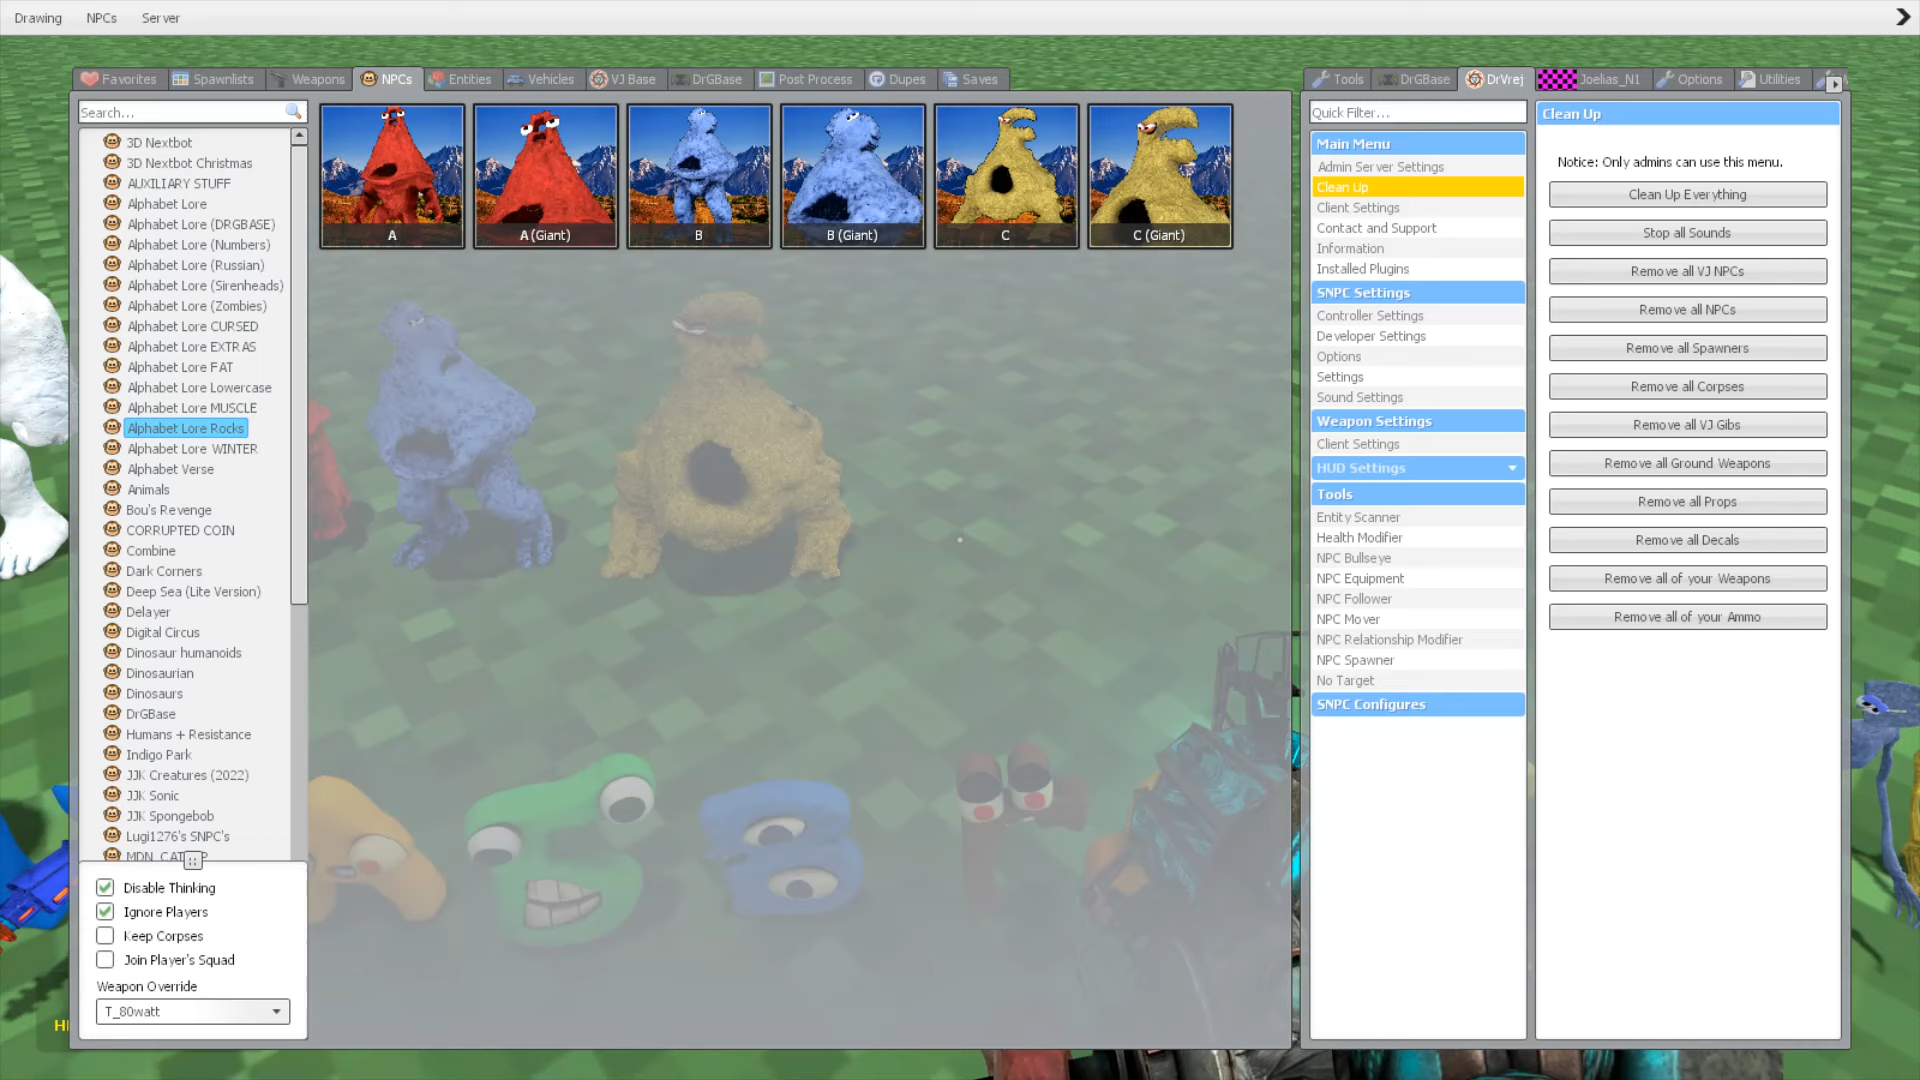 Drawing NPCs Server
Favorites Spawnlists Weapons NPCs Entities Vehicles VJ Base DrGBase Post Process Dupes Saves
Tools DrGBase DrVrej Joelias_N1 Options Utilities
Search...
3D Nextbot
3D Nextbot Christmas
AUXILIARY STUFF
Alphabet Lore
Alphabet Lore (DRGBASE)
Alphabet Lore (Numbers)
Alphabet Lore (Russian)
Alphabet Lore (Sirenheads)
Alphabet Lore (Zombies)
Alphabet Lore CURSED
Alphabet Lore EXTRAS
Alphabet Lore FAT
Alphabet Lore Lowercase
Alphabet Lore MUSCLE
Alphabet Lore Rocks
Alphabet Lore WINTER
Alphabet Verse
Animals
Bou's Revenge
CORRUPTED COIN
Combine
Dark Corners
Deep Sea (Lite Version)
Delayer
Digital Circus
Dinosaur humanoids
Dinosaurian
Dinosaurs
DrGBase
Humans + Resistance
Indigo Park
JJK Creatures (2022)
JJK Sonic
JJK Spongebob
Lugi1276's SNPC's
Disable Thinking
Ignore Players
Keep Corpses
Join Player's Squad
Weapon Override
T_80watt
A
A (Giant)
B
B (Giant)
C
C (Giant)
Quick Filter...
Main Menu
Admin Server Settings
Clean Up
Client Settings
Contact and Support
Information
Installed Plugins
SNPC Settings
Controller Settings
Developer Settings
Options
Settings
Sound Settings
Weapon Settings
Client Settings
HUD Settings
Tools
Entity Scanner
Health Modifier
NPC Bullseye
NPC Equipment
NPC Follower
NPC Mover
NPC Relationship Modifier
NPC Spawner
No Target
SNPC Configures
Clean Up
Notice: Only admins can use this menu.
Clean Up Everything
Stop all Sounds
Remove all VJ NPCs
Remove all NPCs
Remove all Spawners
Remove all Corpses
Remove all VJ Gibs
Remove all Ground Weapons
Remove all Props
Remove all Decals
Remove all of your Weapons
Remove all of your Ammo